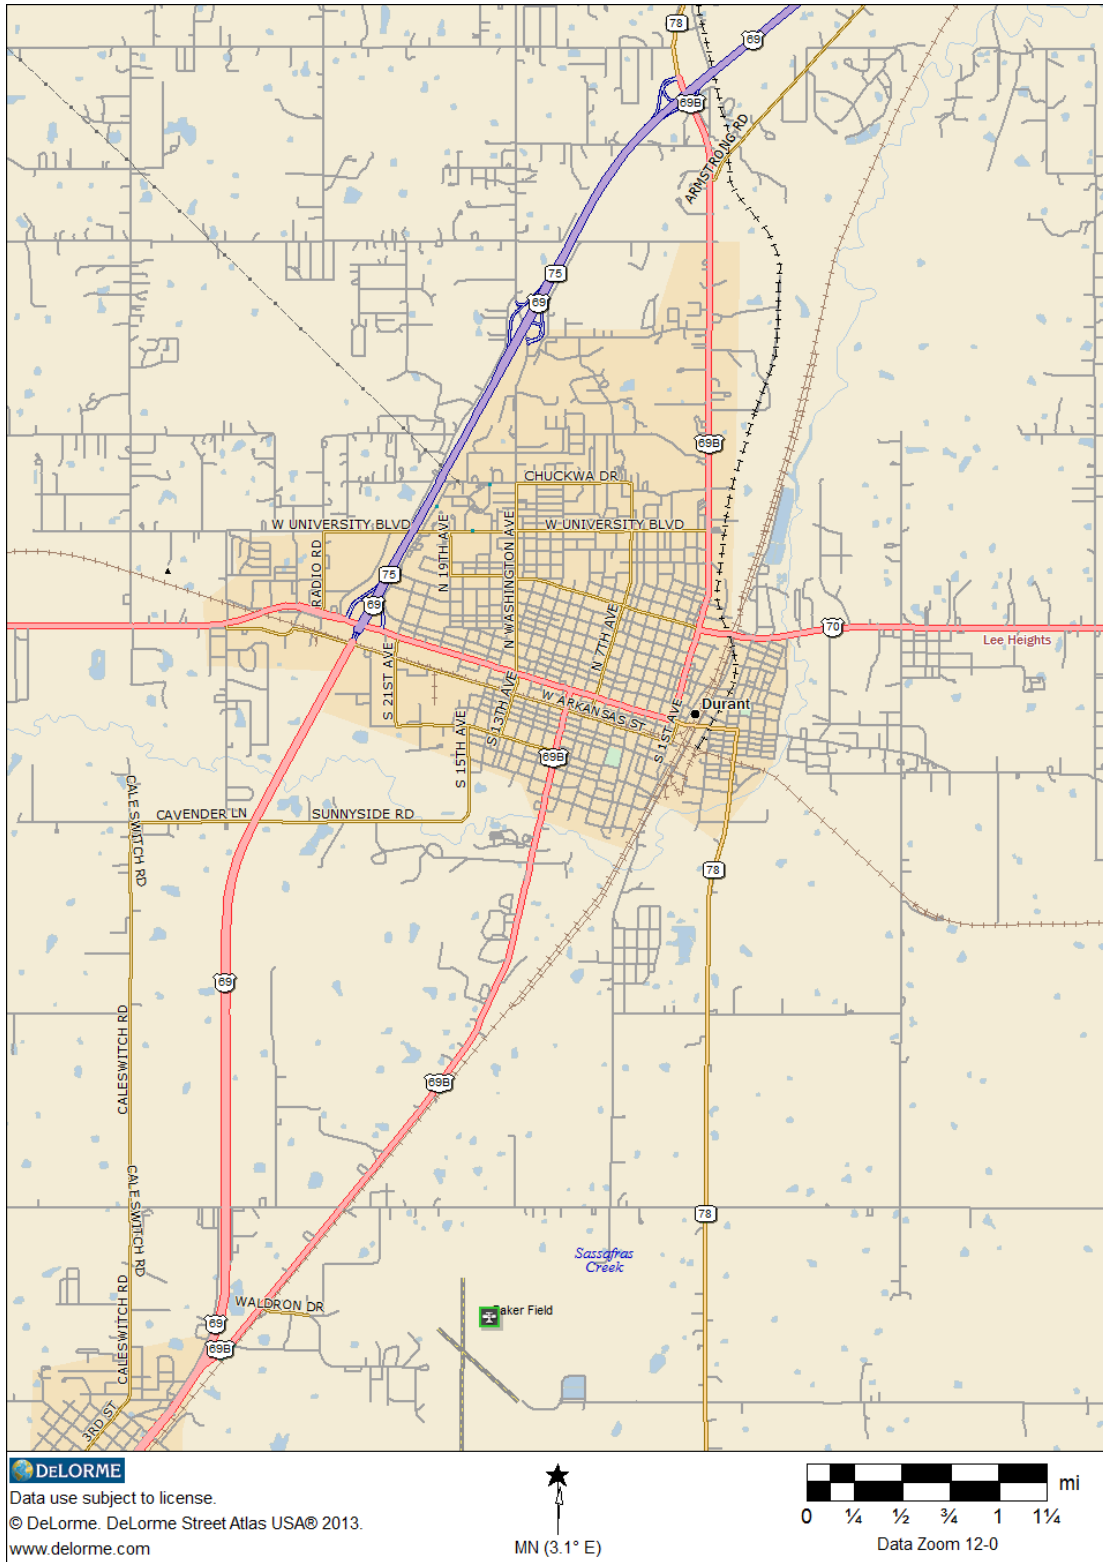 78
69
69B
ARMSTRONG RD
75
69
69B
CHUCKWA DR
W UNIVERSITY BLVD
W UNIVERSITY BLVD
N 19TH AVE
N WASHINGTON AVE
RADIO RD
75
69
N 7TH AVE
70
Lee Heights
S 21ST AVE
S 13TH AVE
W ARKANSAS ST
Durant
S 15TH AVE
S 1ST AVE
69B
CALESWITCH RD
CAVENDER LN
SUNNYSIDE RD
78
69
CALESWITCH RD
69B
CALESWITCH RD
78
Sassafras
Creek
CALESWITCH RD
WALDRON DR
Baker Field
69
69B
3RD ST
DELORME
Data use subject to license.
© DeLorme. DeLorme Street Atlas USA® 2013.
www.delorme.com
MN (3.1° E)
mi
0 ¼ ½ ¾ 1 1¼
Data Zoom 12-0